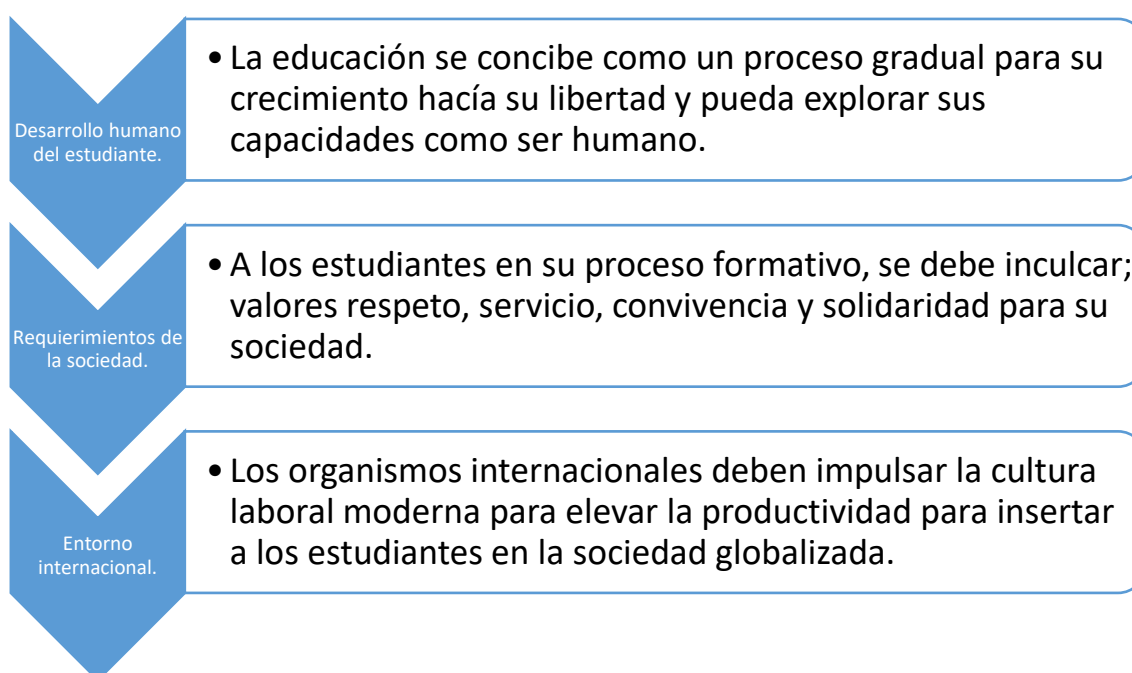 Desarrollo humano
del estudiante.
• La educación se concibe como un proceso gradual para su
crecimiento hacía su libertad y pueda explorar sus
capacidades como ser humano.
Requierimientos de
la sociedad.
• A los estudiantes en su proceso formativo, se debe inculcar;
valores respeto, servicio, convivencia y solidaridad para su
sociedad.
Entorno
internacional.
• Los organismos internacionales deben impulsar la cultura
laboral moderna para elevar la productividad para insertar
a los estudiantes en la sociedad globalizada.